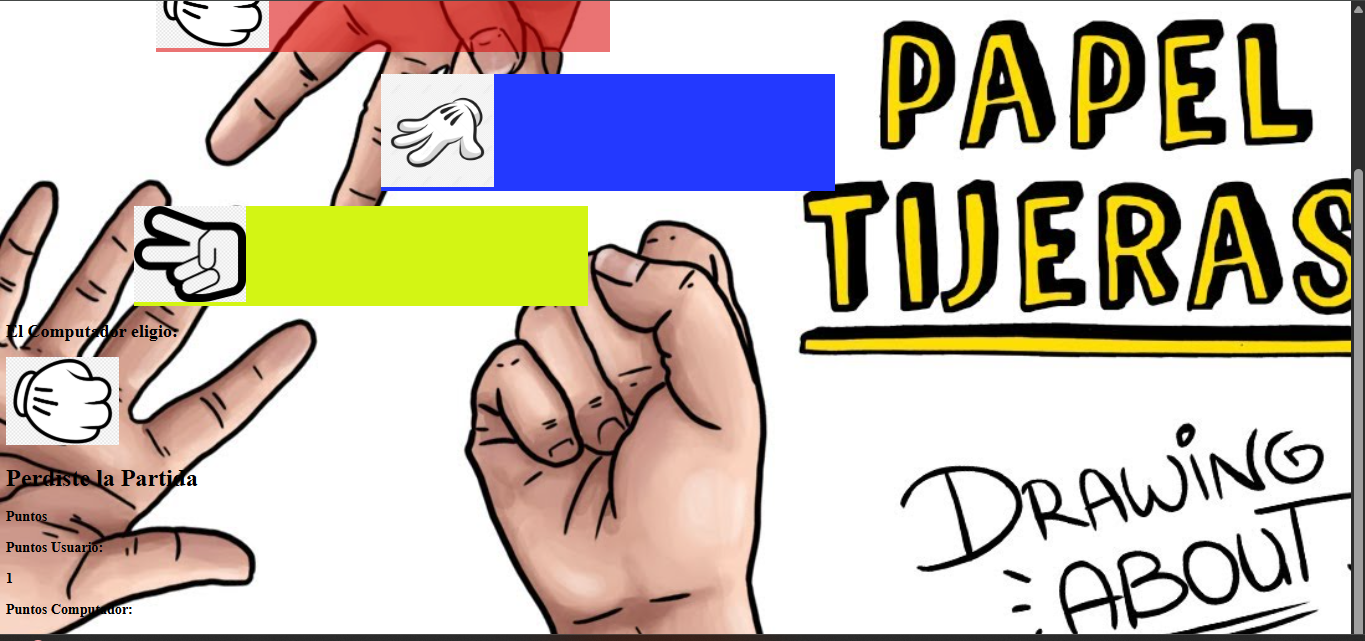 PAPEL
TIJERAS
El Computador eligio:
Perdiste la Partida
Puntos
Puntos Usuario:
1
Puntos Computador:
DRAWING
ABOUT